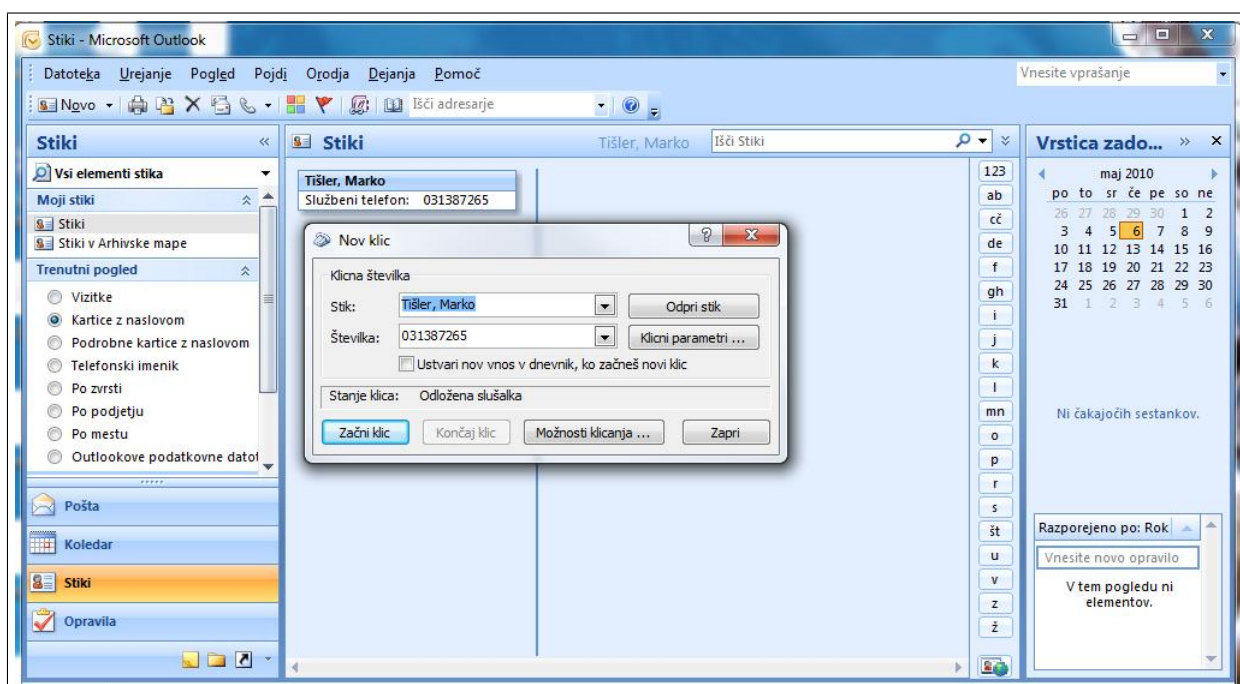 Stiki - Microsoft Outlook
Datoteka Urejanje Pogled Pojdi Orodja Dejanja Pomoč
Vnesite vprašanje
Novo Išči adresarje
Stiki
Vsi elementi stika
Moji stiki
Stiki
Stiki v Arhivske mape
Trenutni pogled
Vizitke
Kartice z naslovom
Podrobne kartice z naslovom
Telefonski imenik
Po zvrsti
Po podjetju
Po mestu
Outlookove podatkovne datot
Pošta
Koledar
Stiki
Opravila
Stiki Tišler, Marko Išči Stiki
Tišler, Marko
Službeni telefon: 031387265
Nov klic
Klicna številka
Stik: Tišler, Marko Odpri stik
Številka: 031387265 Klicni parametri ...
Ustvari nov vnos v dnevnik, ko začneš novi klic
Stanje klica: Odložena slušalka
Začni klic Končaj klic Možnosti klicanja ... Zapri
123
ab
cč
de
f
gh
i
j
k
l
mn
o
p
r
s
št
u
v
z
ž
Vrstica zado...
maj 2010
po to sr če pe so ne
26 27 28 29 30 1 2
3 4 5 6 7 8 9
10 11 12 13 14 15 16
17 18 19 20 21 22 23
24 25 26 27 28 29 30
31 1 2 3 4 5 6
Ni čakajočih sestankov.
Razporejeno po: Rok
Vnesite novo opravilo
V tem pogledu ni
elementov.